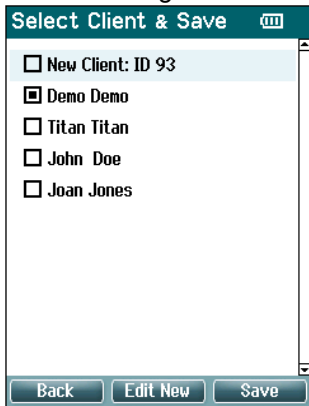 Select Client & Save
New Client: ID 93
Demo Demo
Titan Titan
John Doe
Joan Jones
Back Edit New Save